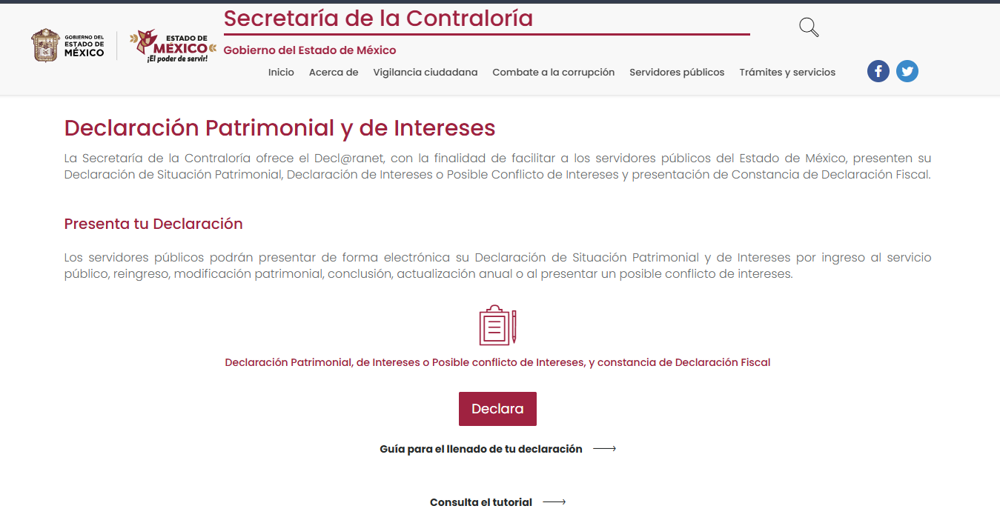 Secretaría de la Contraloría
GOBIERNO DEL
ESTADO DE
MÉXICO
ESTADO DE
MÉXICO
¡El poder de servir!
Gobierno del Estado de México
Inicio Acerca de Vigilancia ciudadana Combate a la corrupción Servidores públicos Trámites y servicios
Declaración Patrimonial y de Intereses
La Secretaría de la Contraloría ofrece el Decl@ranet, con la finalidad de facilitar a los servidores públicos del Estado de México, presenten su
Declaración de Situación Patrimonial, Declaración de Intereses o Posible Conflicto de Intereses y presentación de Constancia de Declaración Fiscal.
Presenta tu Declaración
Los servidores públicos podrán presentar de forma electrónica su Declaración de Situación Patrimonial y de Intereses por ingreso al servicio
público, reingreso, modificación patrimonial, conclusión, actualización anual o al presentar un posible conflicto de intereses.
Declaración Patrimonial, de Intereses o Posible conflicto de Intereses, y constancia de Declaración Fiscal
Declara
Guía para el llenado de tu declaración
Consulta el tutorial